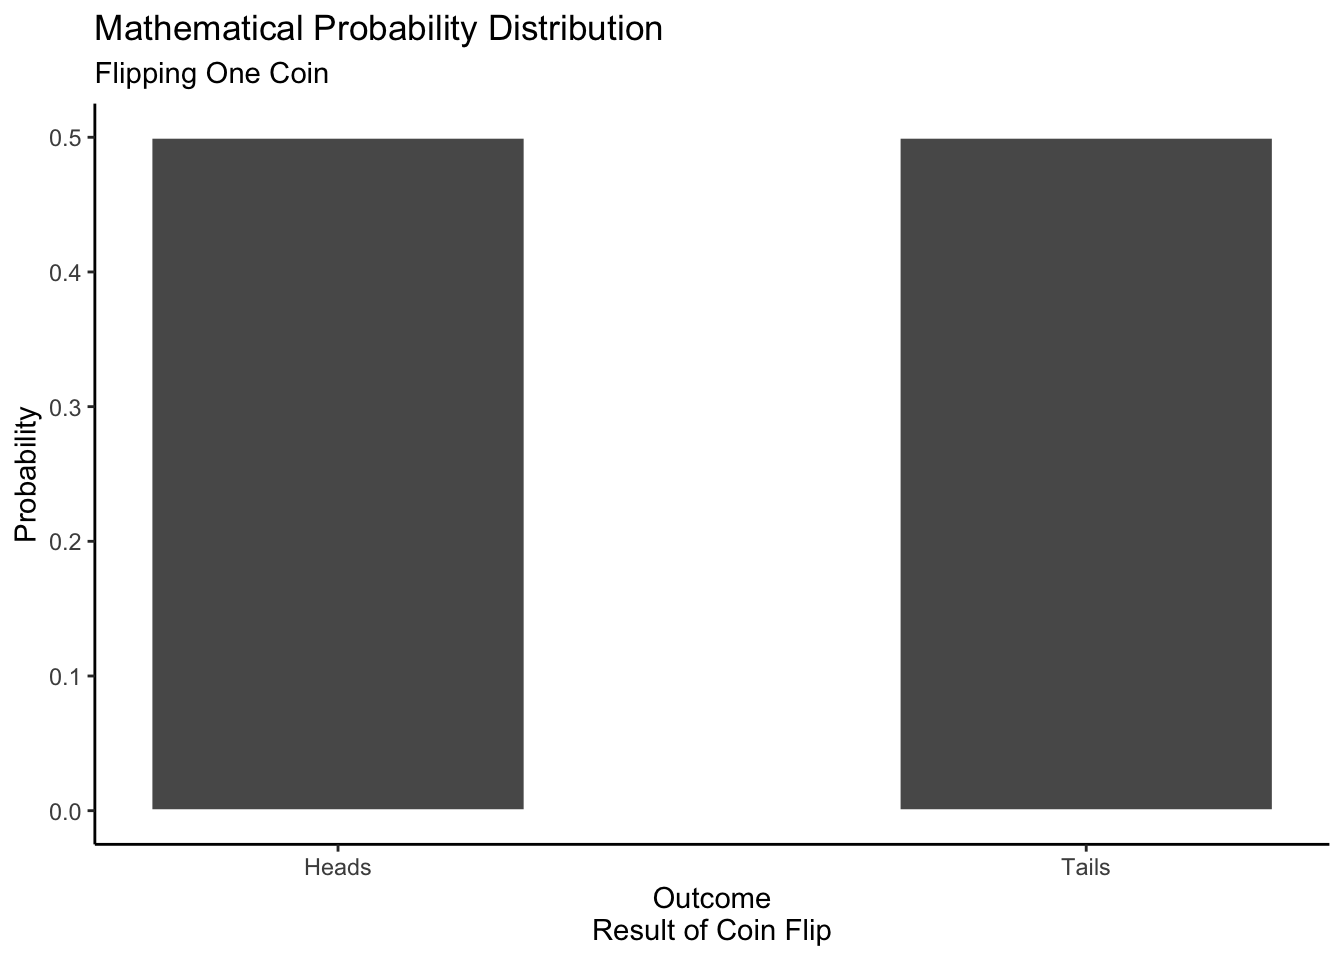 Mathematical Probability Distribution
Flipping One Coin
0.5
0.4
0.3
0.2
0.1
0.0
Probability
Heads
Tails
Outcome
Result of Coin Flip